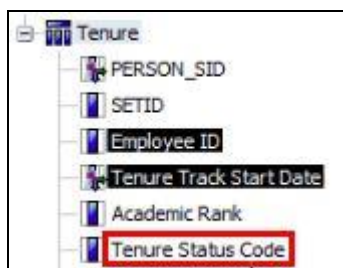 Tenure
PERSON_SID
SETID
Employee ID
Tenure Track Start Date
Academic Rank
Tenure Status Code